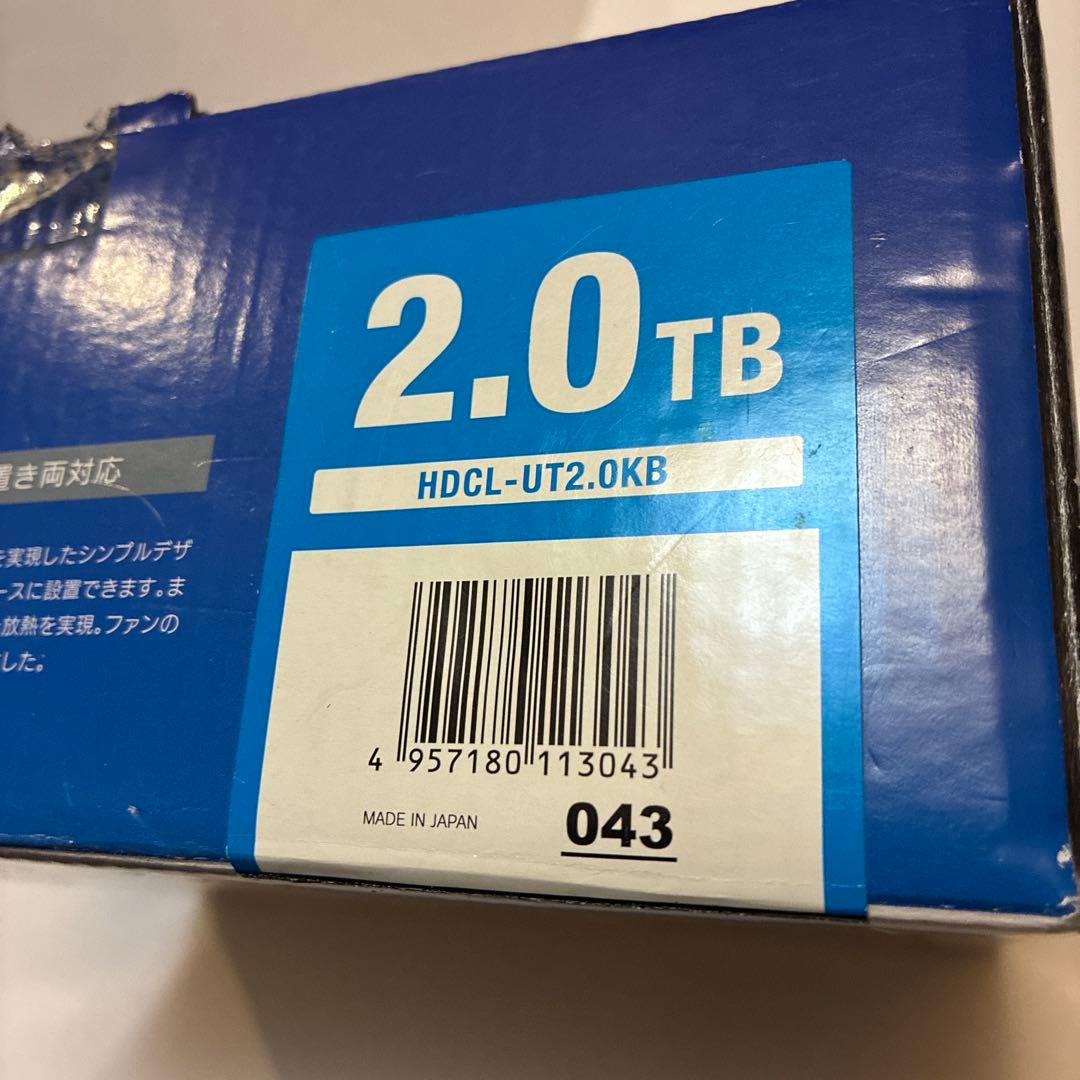 2.0TB
HDCL-UT2.0KB
置き両対応
を実現したシンプルデザ
ースに設置できます。ま
放熱を実現。ファンの
した。
4 957180 113043
MADE IN JAPAN
043